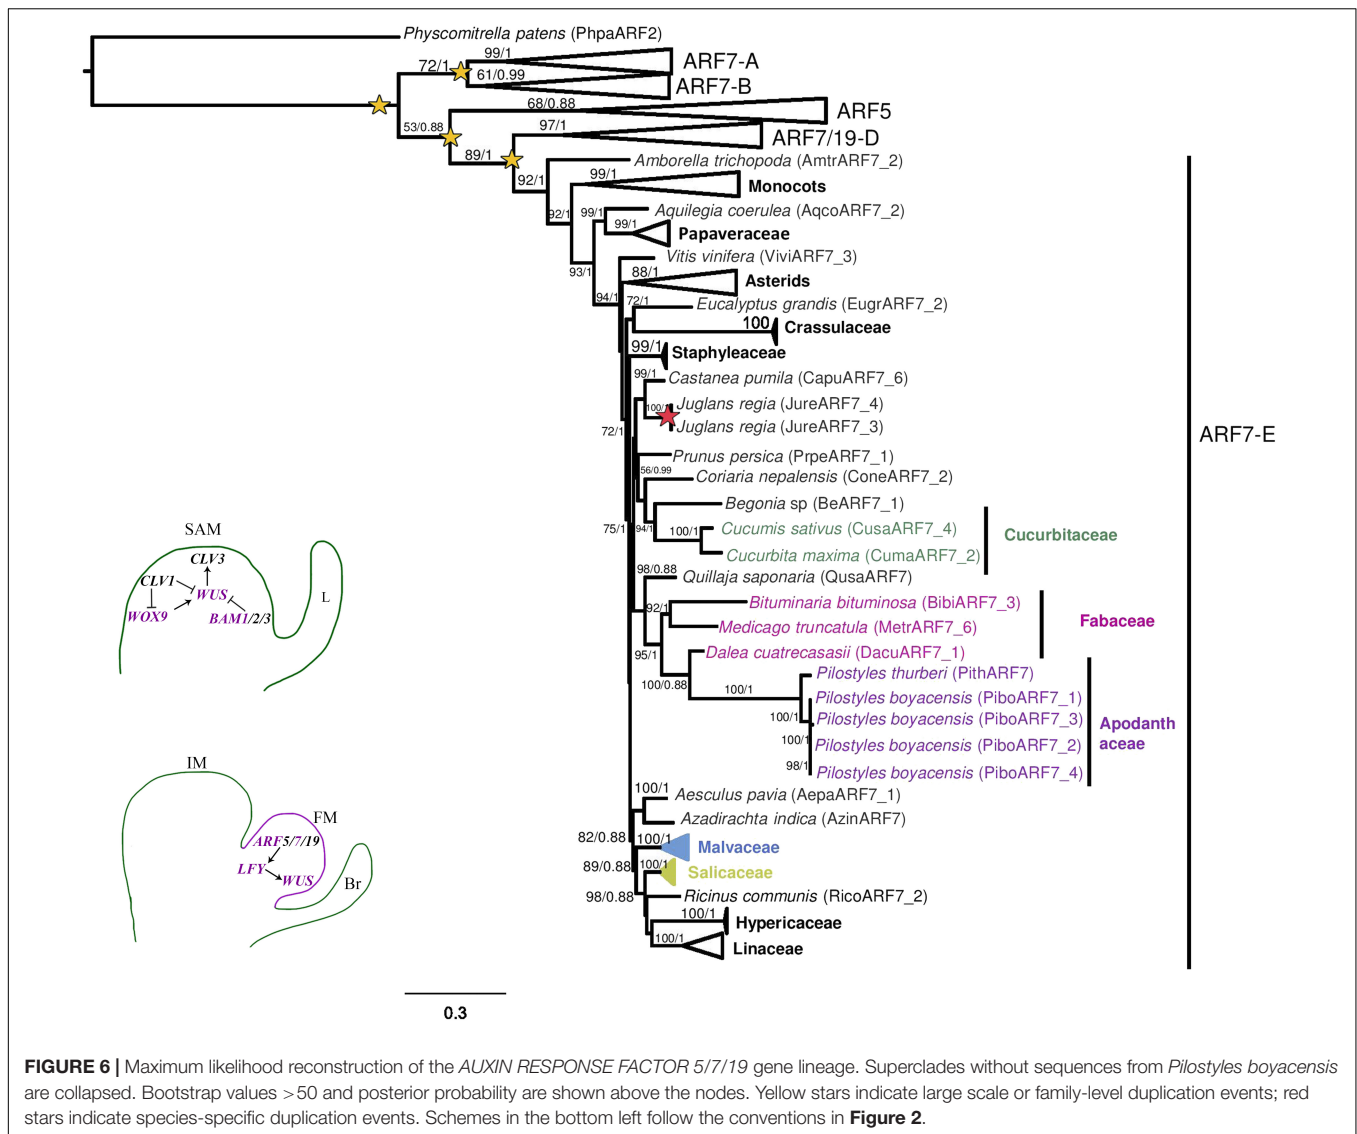 Physcomitrella patens (PhpaARF2)
99/1
ARF7-A
72/1
61/0.99
ARF7-B
68/0.88
ARF5
53/0.88
97/1
ARF7/19-D
89/1
Amborella trichopoda (AmtrARF7_2)
92/1
99/1
Monocots
92/1
99/1
Aquilegia coerulea (AqcoARF7_2)
99/1
Papaveraceae
93/1
Vitis vinifera (ViviARF7_3)
88/1
Asterids
94/1
72/1
Eucalyptus grandis (EugrARF7_2)
100
Crassulaceae
99/1
Staphyleaceae
99/1
Castanea pumila (CapuARF7_6)
100/1
Juglans regia (JureARF7_4)
Juglans regia (JureARF7_3)
72/1
ARF7-E
Prunus persica (PrpeARF7_1)
56/0.99
Coriaria nepalensis (ConeARF7_2)
Begonia sp (BeARF7_1)
75/1
94/1
100/1
Cucumis sativus (CusaARF7_4)
Cucurbitaceae
Cucurbita maxima (CumaARF7_2)
98/0.88
Quillaja saponaria (QusaARF7)
92/1
Bituminaria bituminosa (BibiARF7_3)
Medicago truncatula (MetrARF7_6)
Fabaceae
95/1
Dalea cuatrecasasii (DacuARF7_1)
100/0.88
100/1
Pilostyles thurberi (PithARF7)
Pilostyles boyacensis (PiboARF7_1)
100/1
Pilostyles boyacensis (PiboARF7_3)
100/1
Pilostyles boyacensis (PiboARF7_2)
98/1
Pilostyles boyacensis (PiboARF7_4)
Apodanth
aceae
100/1
Aesculus pavia (AepaARF7_1)
Azadirachta indica (AzinARF7)
82/0.88
100/1
Malvaceae
89/0.88
100/1
Salicaceae
98/0.88
Ricinus communis (RicoARF7_2)
100/1
Hypericaceae
100/1
Linaceae
SAM
CLV3
CLV1
WUS
L
WOX9
BAM1/2/3
IM
FM
ARF5/7/19
LFY
WUS
Br
0.3
FIGURE 6 | Maximum likelihood reconstruction of the AUXIN RESPONSE FACTOR 5/7/19 gene lineage. Superclades without sequences from Pilostyles boyacensis
are collapsed. Bootstrap values >50 and posterior probability are shown above the nodes. Yellow stars indicate large scale or family-level duplication events; red
stars indicate species-specific duplication events. Schemes in the bottom left follow the conventions in Figure 2.